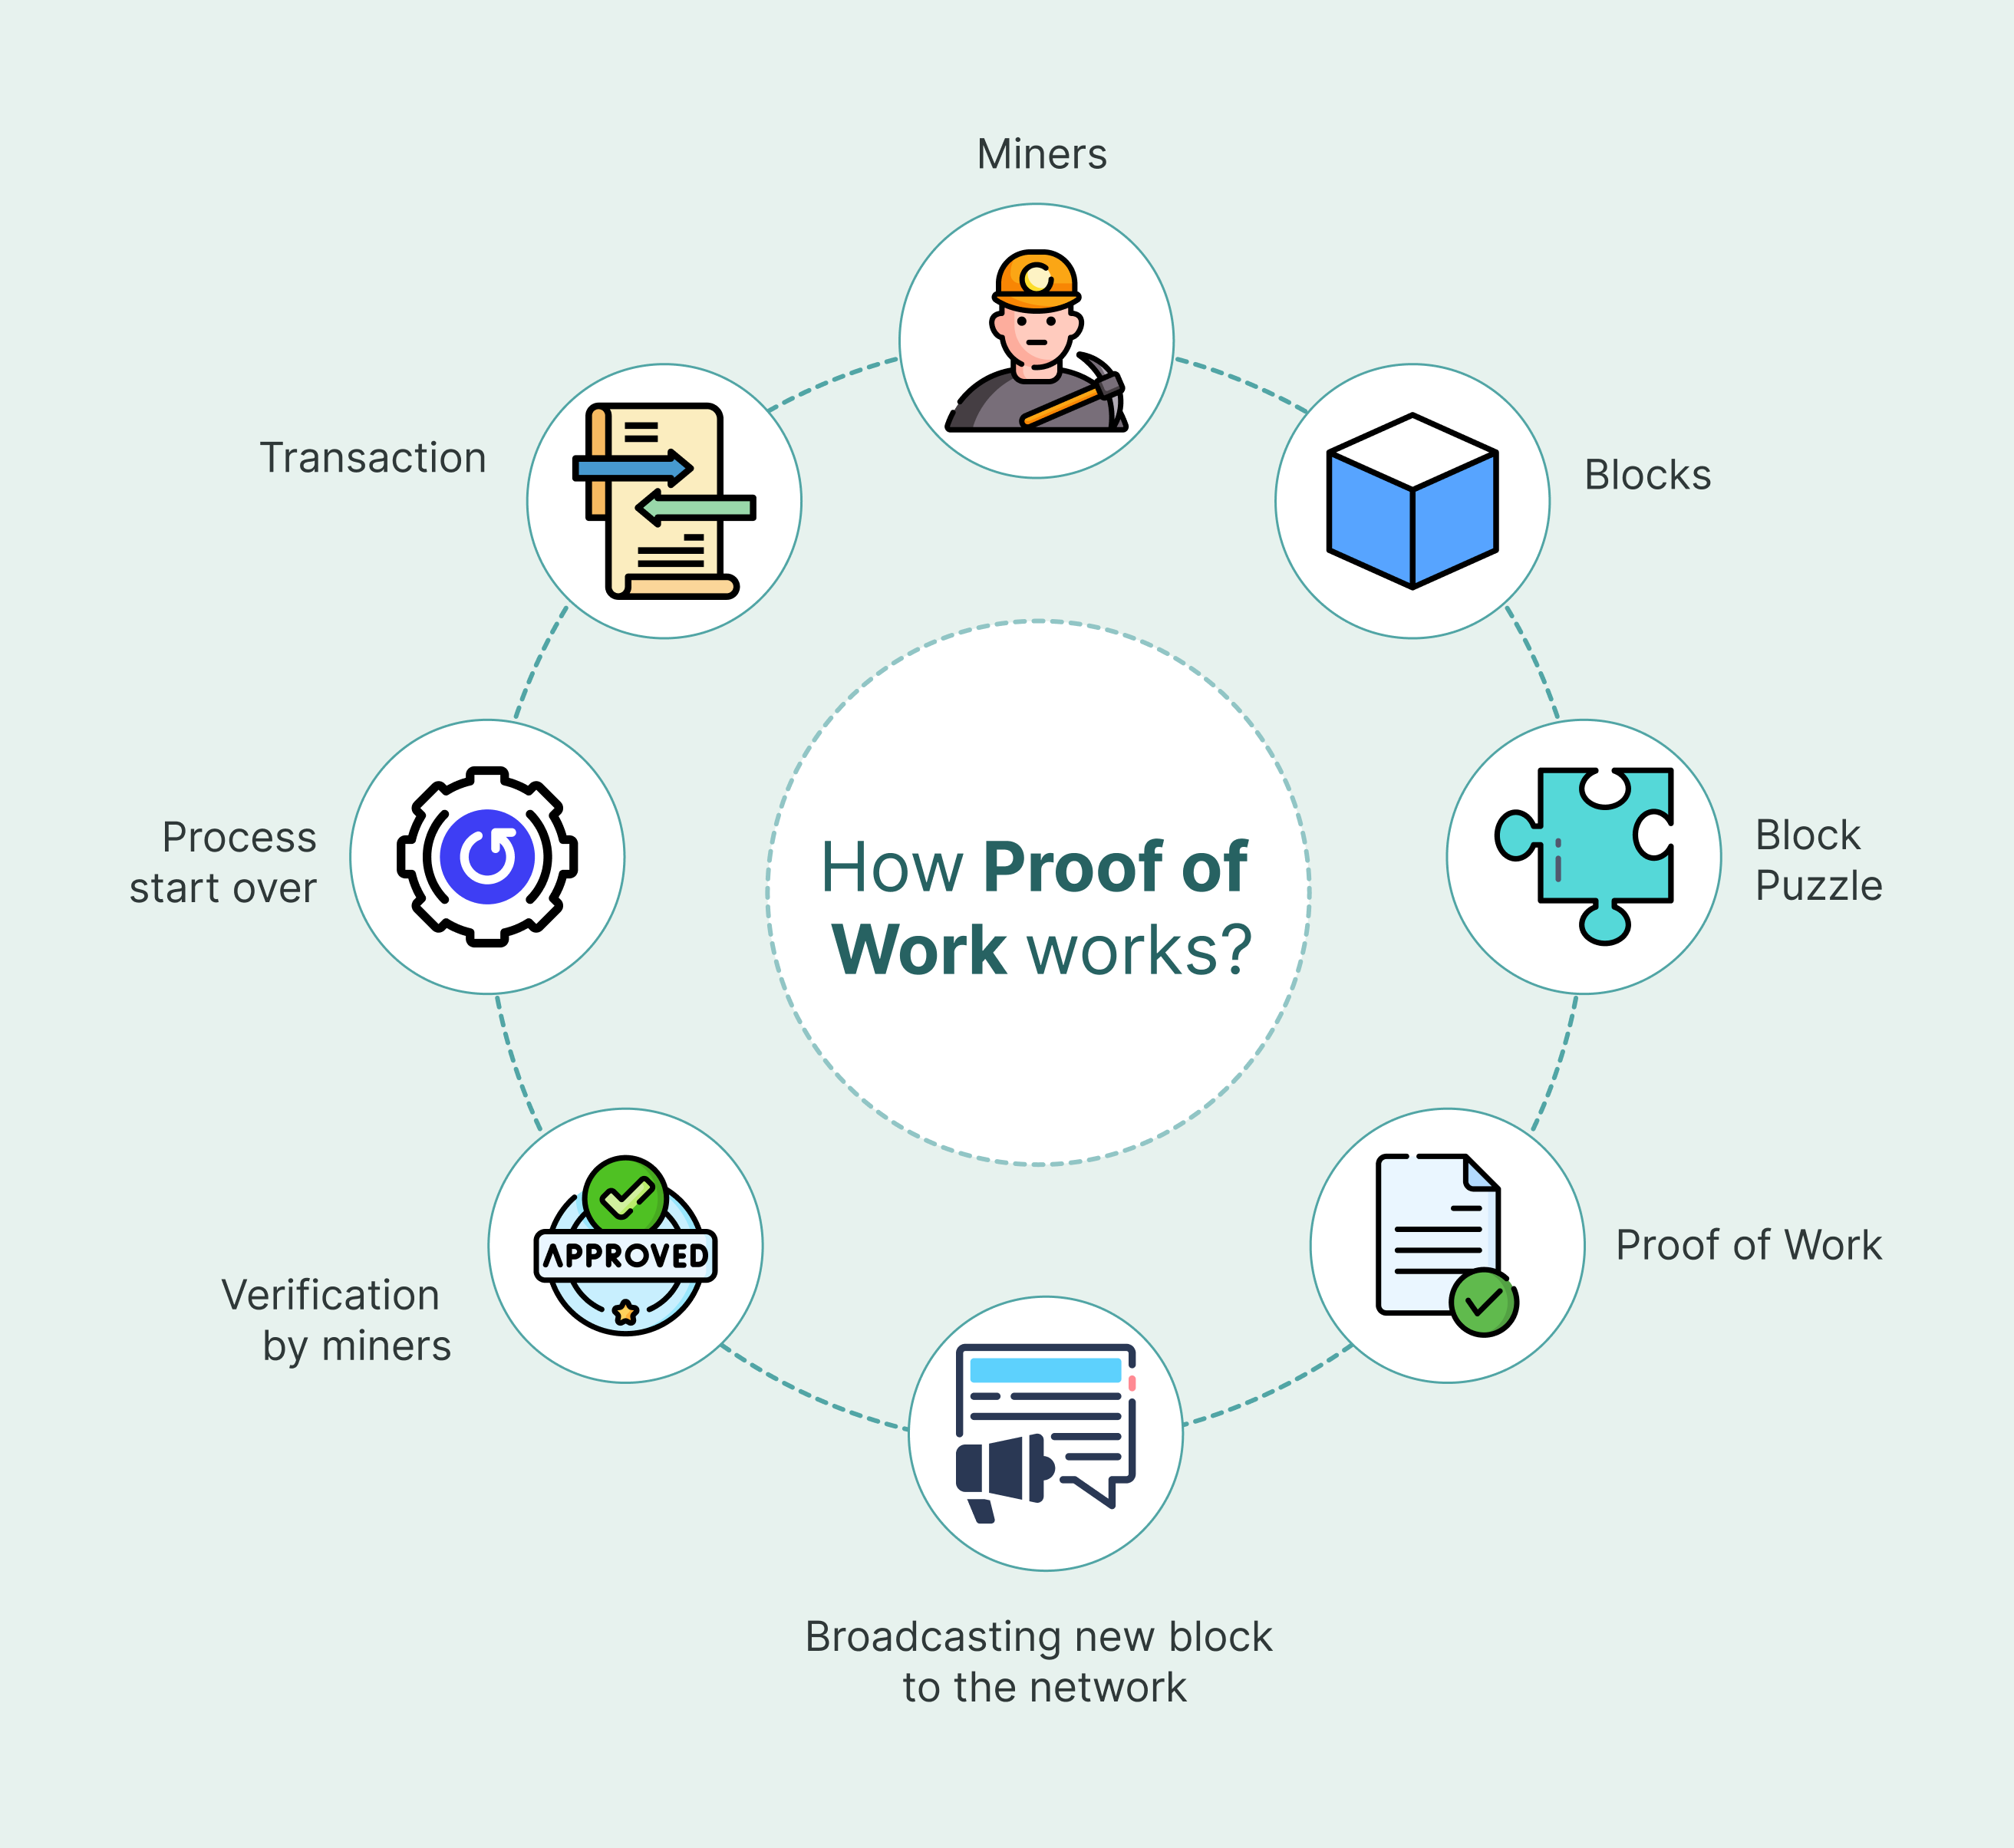 Miners
Transaction
Blocks
Process
start over
How Proof of
Work works?
Block
Puzzle
APPROVED
Verification
by miners
Proof of Work
Broadcasting new block
to the network